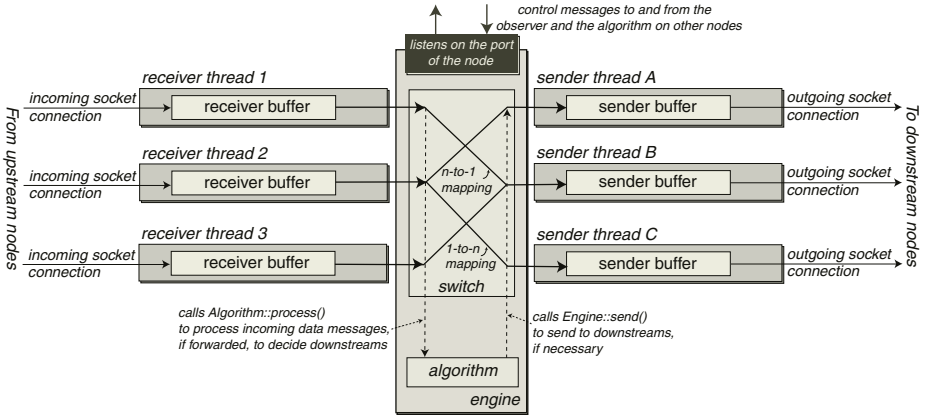 control messages to and from the
observer and the algorithm on other nodes
listens on the port
of the node
receiver thread 1
incoming socket
connection
receiver buffer
receiver thread 2
incoming socket
connection
receiver buffer
receiver thread 3
incoming socket
connection
receiver buffer
From upstream nodes
n-to-1
mapping
1-to-n
mapping
switch
sender thread A
sender buffer
outgoing socket
connection
sender thread B
sender buffer
outgoing socket
connection
sender thread C
sender buffer
outgoing socket
connection
To downstream nodes
calls Algorithm::process()
to process incoming data messages,
if forwarded, to decide downstreams
calls Engine::send()
to send to downstreams,
if necessary
algorithm
engine